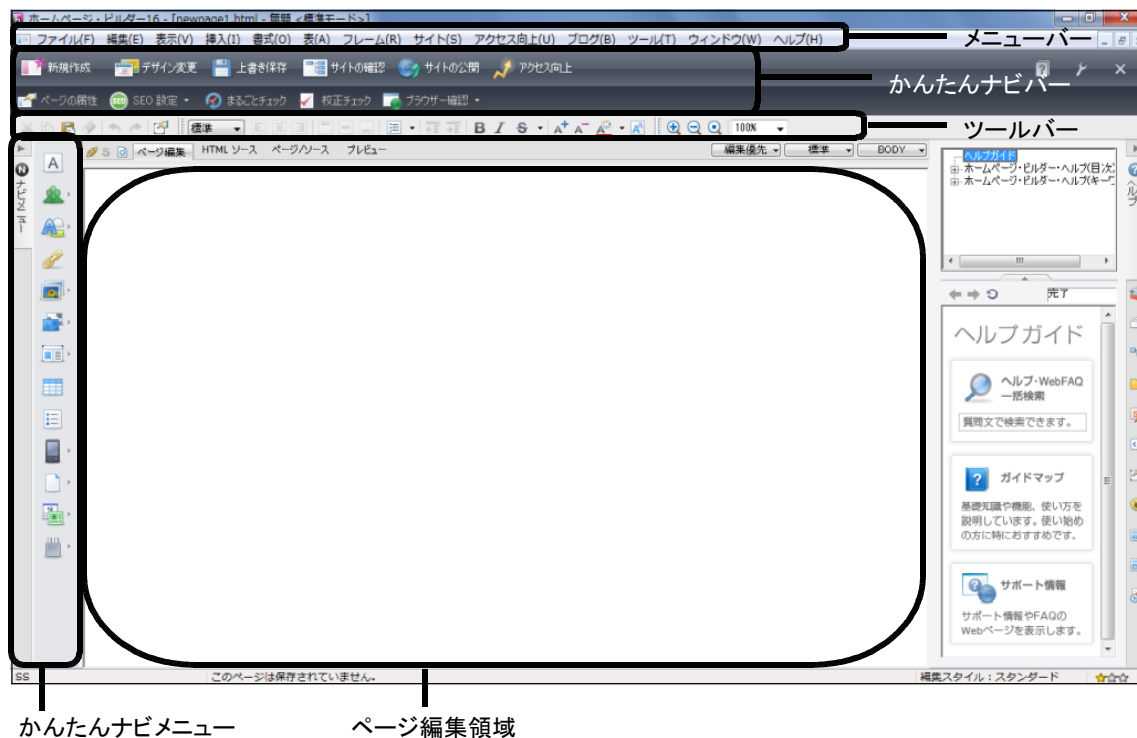 ホームページ・ビルダー16 - [newpage1.html - 無題 <標準モード>]
ファイル(F) 編集(E) 表示(V) 挿入(I) 書式(O) 表(A) フレーム(R) サイト(S) アクセス向上(U) ブログ(B) ツール(T) ウィンドウ(W) ヘルプ(H)
メニューバー
新規作成 デザイン変更 上書き保存 サイトの確認 サイトの公開 アクセス向上
かんたんナビバー
ページの属性 SEO 設定 まるごとチェック 校正チェック ブラウザー確認
標準 B I S A+ A- A A 100%
ツールバー
ナビメニュー
S ページ編集 HTML ソース ページ/ソース プレビュー 編集優先 標準 BODY
ヘルプガイド
ホームページ・ビルダー・ヘルプ(目次)
ホームページ・ビルダー・ヘルプ(キーワ
ヘルプ
完了
ヘルプガイド
ヘルプ・WebFAQ
一括検索
質問文で検索できます。
ガイドマップ
基礎知識や機能、使い方を
説明しています。使い始め
の方に特におすすめです。
サポート情報
サポート情報やFAQの
Webページを表示します。
SS このページは保存されていません。 編集スタイル：スタンダード
かんたんナビメニュー ページ編集領域